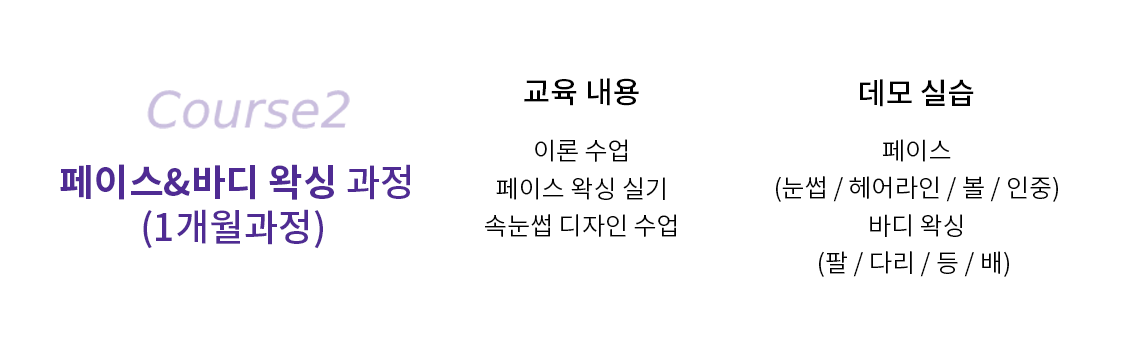 Course2
페이스&바디 왁싱 과정
(1개월과정)
교육 내용
이론 수업
페이스 왁싱 실기
속눈썹 디자인 수업
데모 실습
페이스
(눈썹 / 헤어라인 / 볼 / 인중)
바디 왁싱
(팔 / 다리 / 등 / 배)